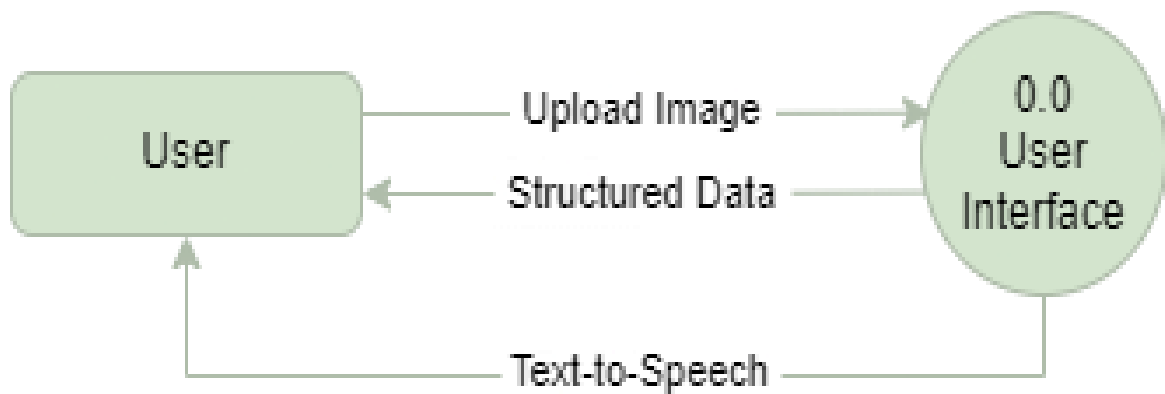 User
Upload Image
Structured Data
Text-to-Speech
0.0
User
Interface